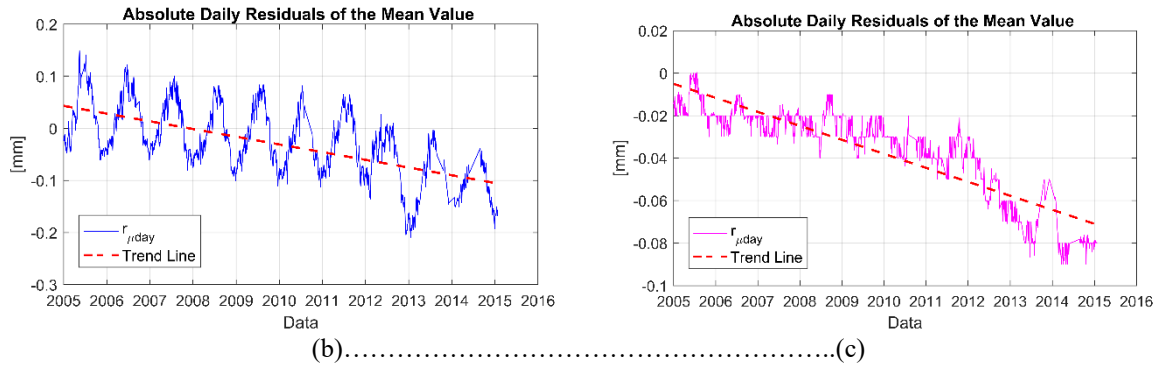 Absolute Daily Residuals of the Mean Value
0.2
0.1
0
-0.1
-0.2
-0.3
[mm]
r_μday
Trend Line
2005 2006 2007 2008 2009 2010 2011 2012 2013 2014 2015 2016
Data
Absolute Daily Residuals of the Mean Value
0.02
0
-0.02
-0.04
-0.06
-0.08
-0.1
[mm]
r_μday
Trend Line
2005 2006 2007 2008 2009 2010 2011 2012 2013 2014 2015 2016
Data
(b)………………………………………………..(c)